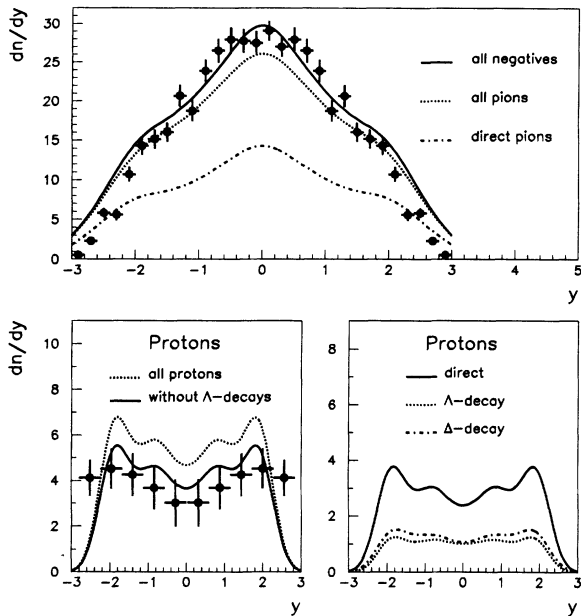 dn/dy
30
25
20
15
10
5
0
all negatives
all pions
direct pions
-3 -2 -1 0 1 2 3 4 5
y
dn/dy
10
8
6
4
2
0
Protons
all protons
without Λ-decays
-3 -2 -1 0 1 2 3
y
8
6
4
2
0
Protons
direct
Λ-decay
Δ-decay
-3 -2 -1 0 1 2 3
y